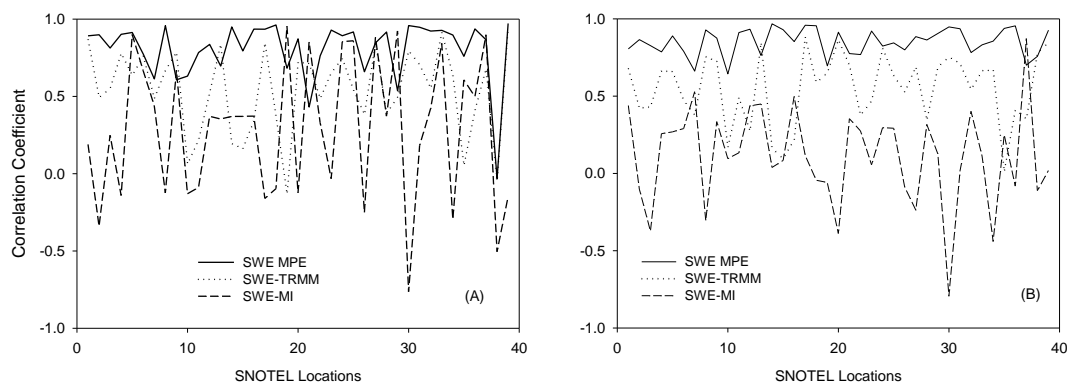 Correlation Coefficient
1.0
0.5
0.0
-0.5
-1.0
SWE MPE
SWE-TRMM
SWE-MI
(A)
0
10
20
30
40
SNOTEL Locations
1.0
0.5
0.0
-0.5
-1.0
SWE MPE
SWE-TRMM
SWE-MI
(B)
0
10
20
30
40
SNOTEL Locations